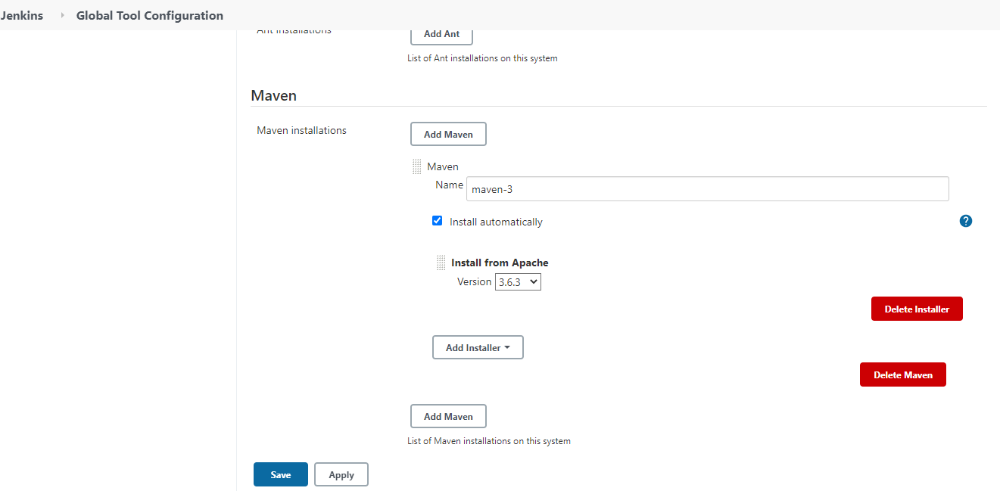 Jenkins Global Tool Configuration
Ant installations
Add Ant
List of Ant installations on this system
Maven
Maven installations
Add Maven
Maven
Name maven-3
Install automatically
?
Install from Apache
Version 3.6.3
Delete Installer
Add Installer
Delete Maven
Add Maven
List of Maven installations on this system
Save Apply